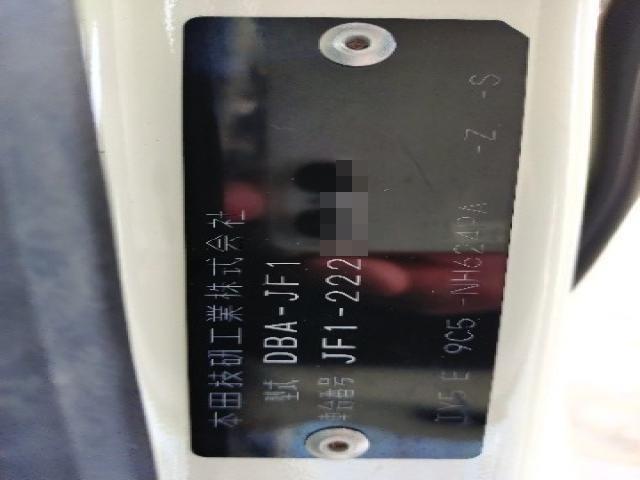 本田技研工業株式会社
型式 DBA-JF1
車台番号 JF1-222
NH624PA -Z -S